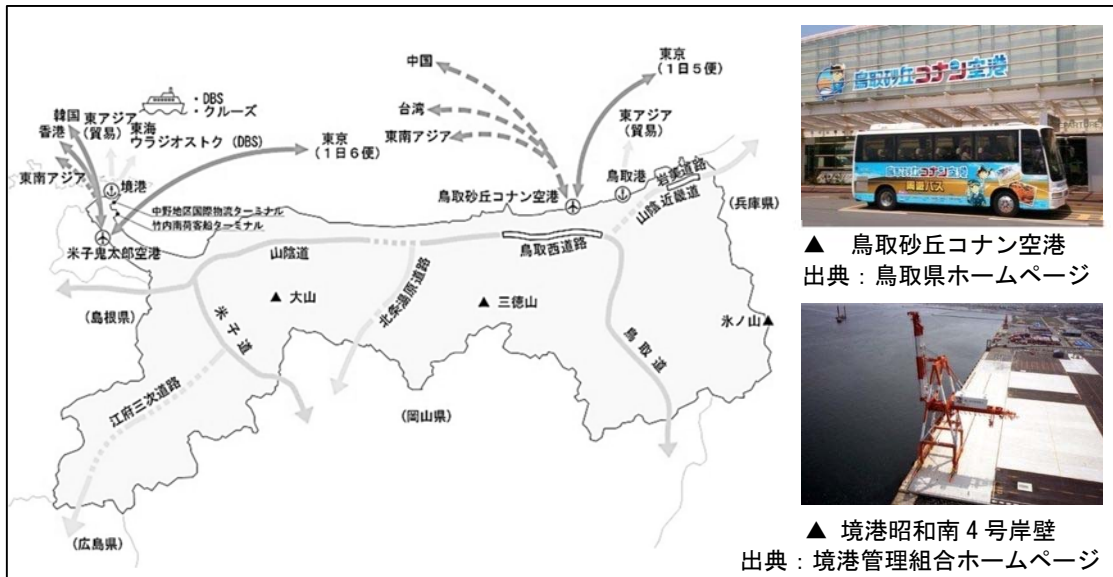 中国
東京
(1日5便)
・DBS
・クルーズ
台湾
韓国
東アジア
(貿易)
香港
東海
ウラジオストク(DBS)
東京
(1日6便)
東南アジア
東アジア
(貿易)
東南アジア
境港
鳥取砂丘コナン空港
鳥取港
岩美道路
山陰近畿道
(兵庫県)
中野地区国際物流ターミナル
竹内南荷客船ターミナル
米子鬼太郎空港
山陰道
鳥取西道路
▲ 大山
北条湯原道路
▲ 三徳山
氷ノ山▲
(島根県)
米子道
鳥取道
江府三次道路
(岡山県)
(広島県)
鳥取砂丘コナン空港
鳥取砂丘コナン空港
▲ 鳥取砂丘コナン空港
出典:鳥取県ホームページ
▲ 境港昭和南4号岸壁
出典:境港管理組合ホームページ